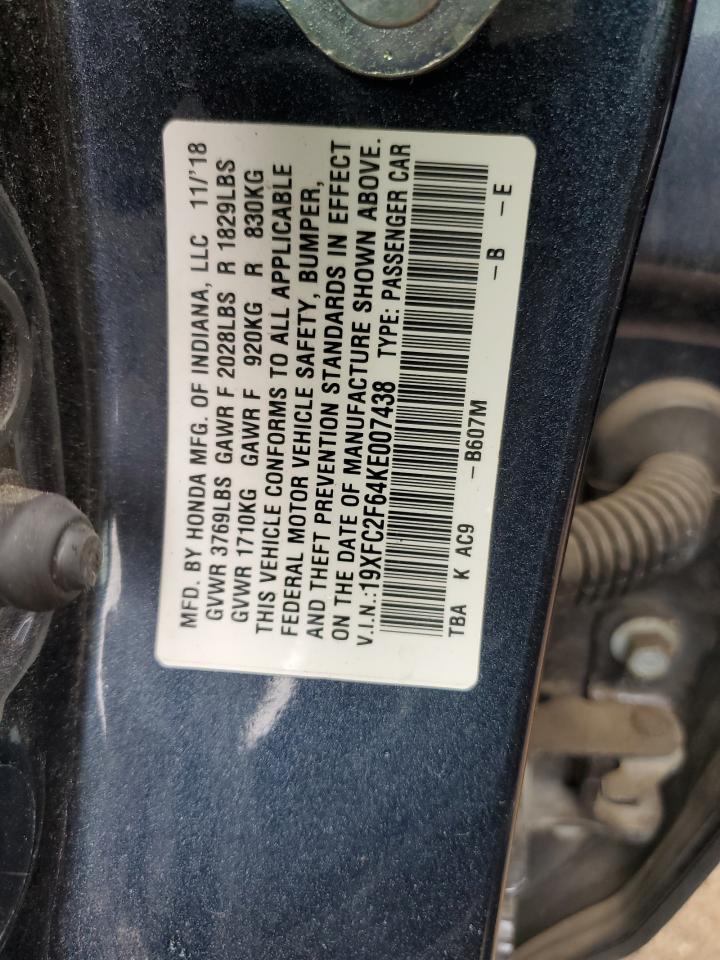 MFD. BY HONDA MFG. OF INDIANA, LLC 11/'18
GVWR 3769LBS GAWR F 2028LBS R 1829LBS
GVWR 1710KG GAWR F 920KG R 830KG
THIS VEHICLE CONFORMS TO ALL APPLICABLE
FEDERAL MOTOR VEHICLE SAFETY, BUMPER,
AND THEFT PREVENTION STANDARDS IN EFFECT
ON THE DATE OF MANUFACTURE SHOWN ABOVE.
V.I.N.:19XFC2F64KE007438 TYPE: PASSENGER CAR
TBA K AC9 -B607M -B -E